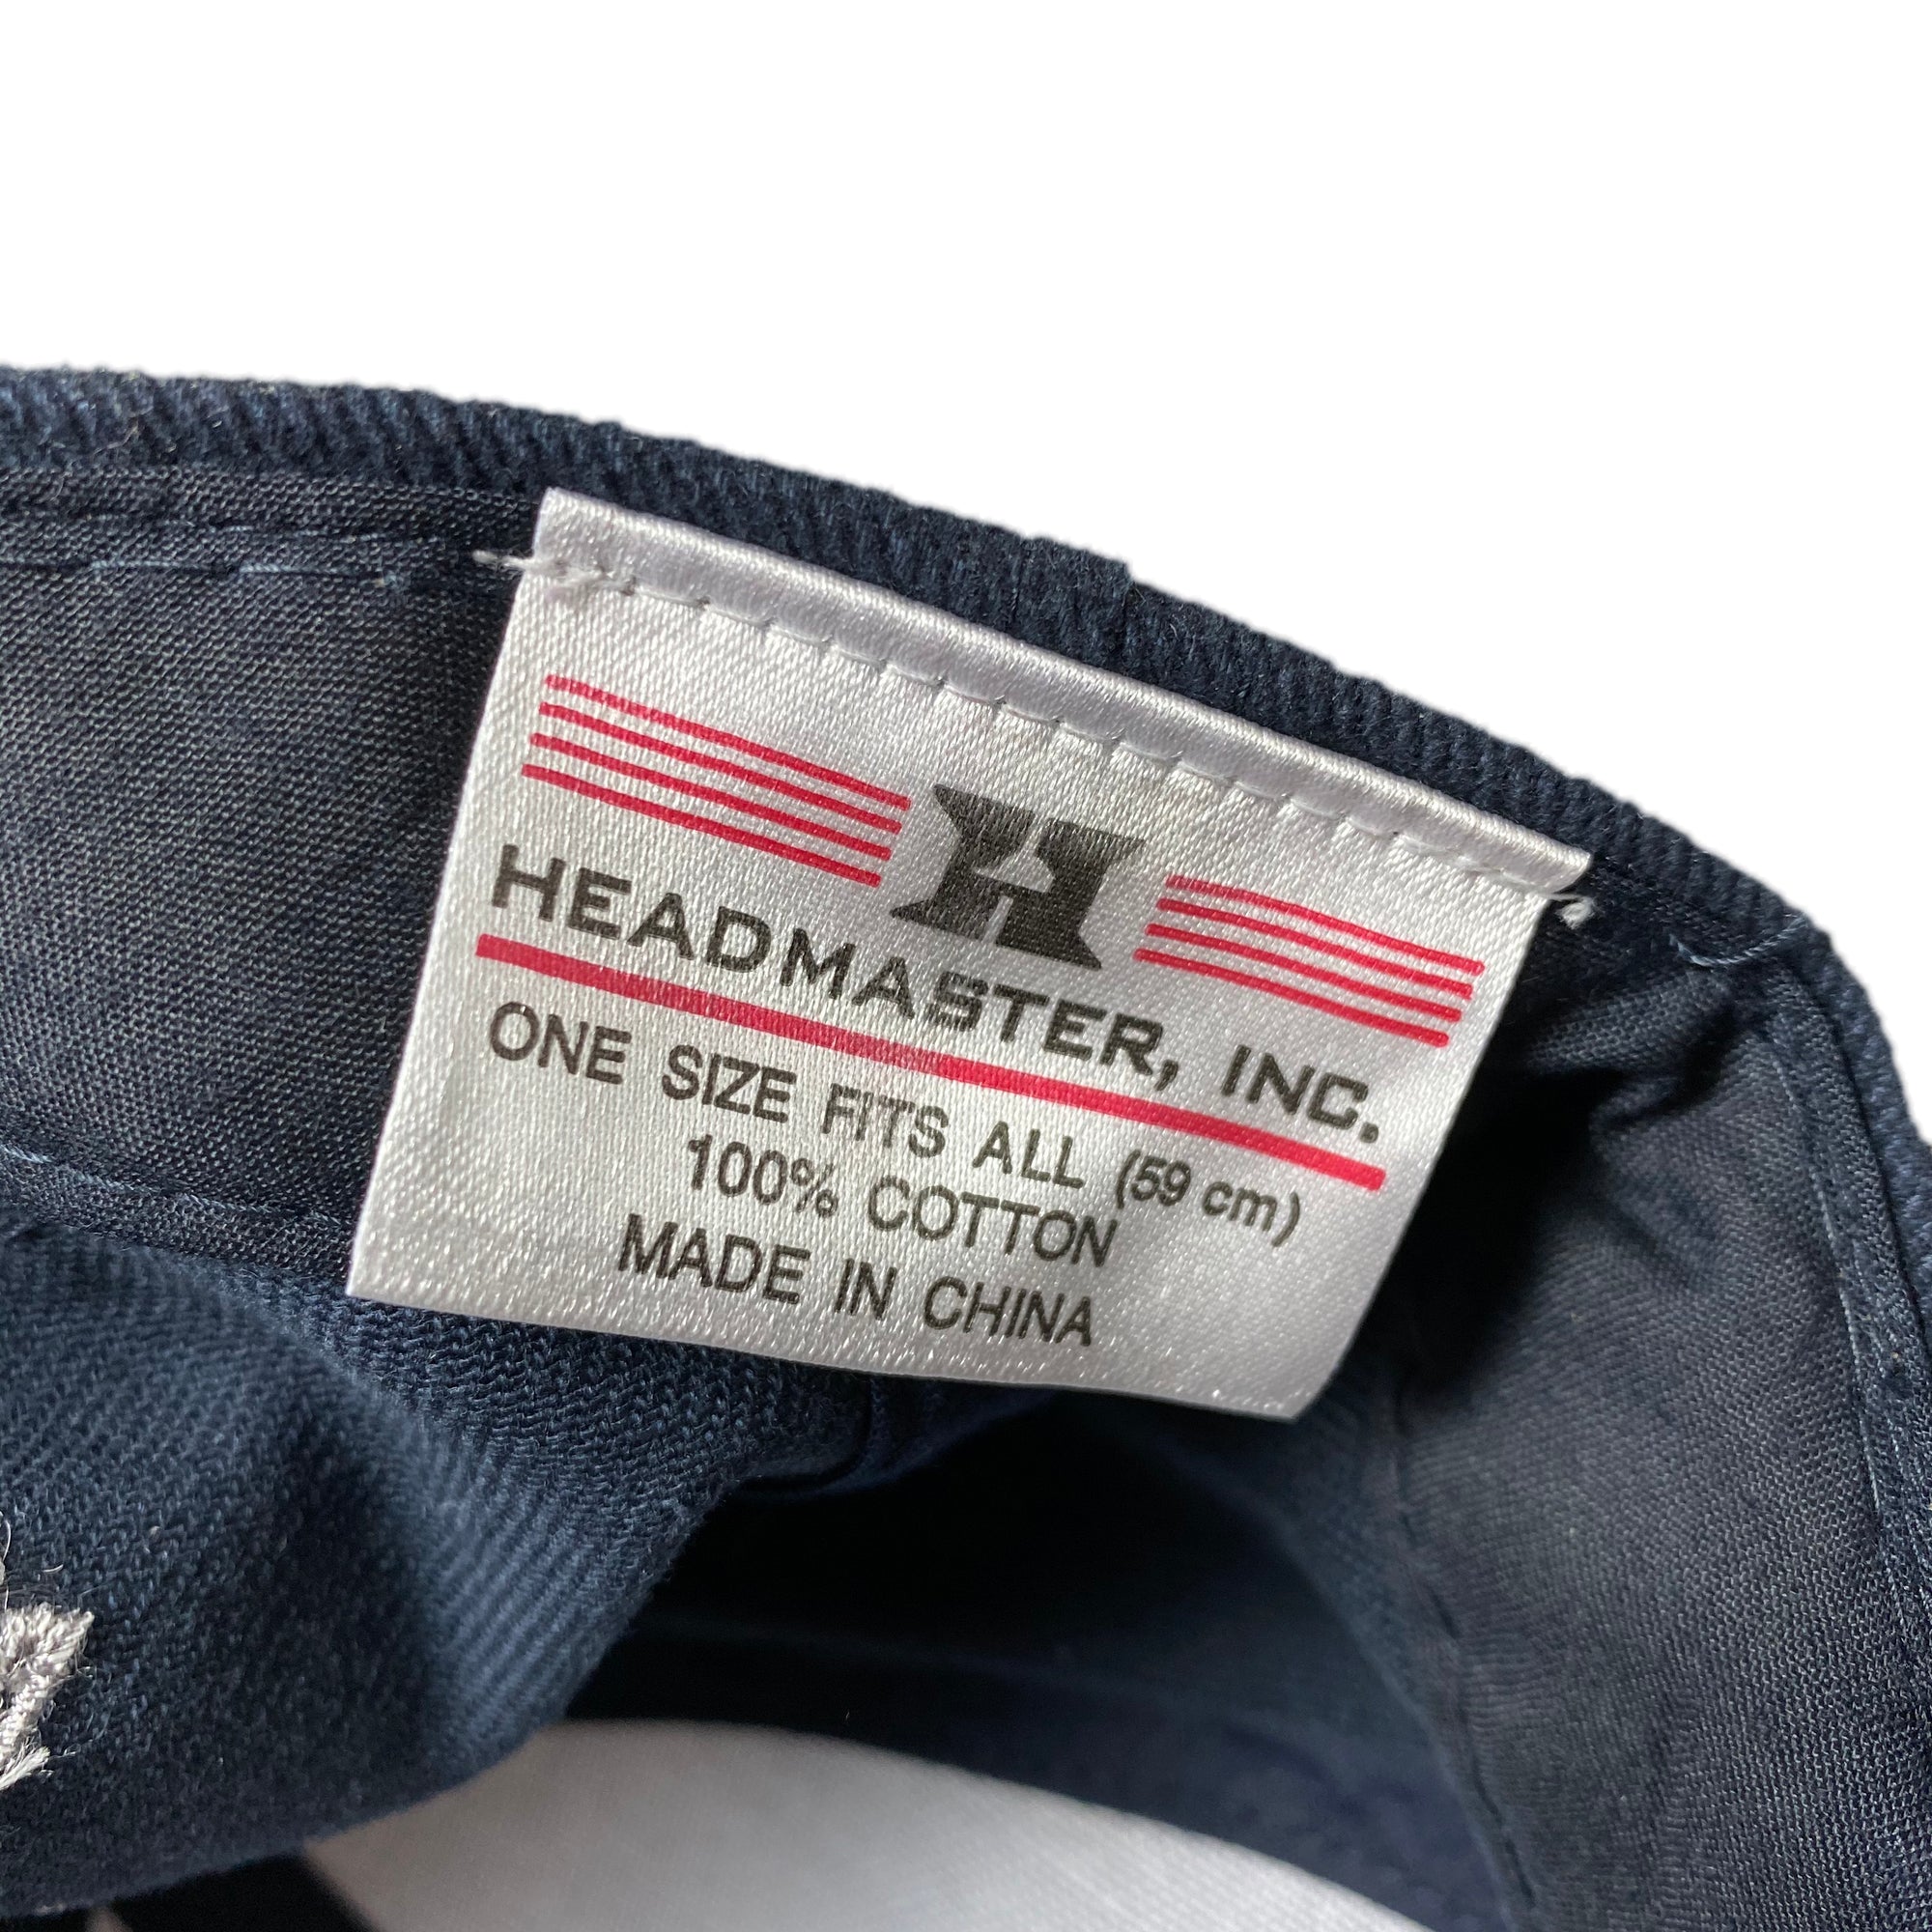 H
HEADMASTER, INC.
ONE SIZE FITS ALL (59 cm)
100% COTTON
MADE IN CHINA